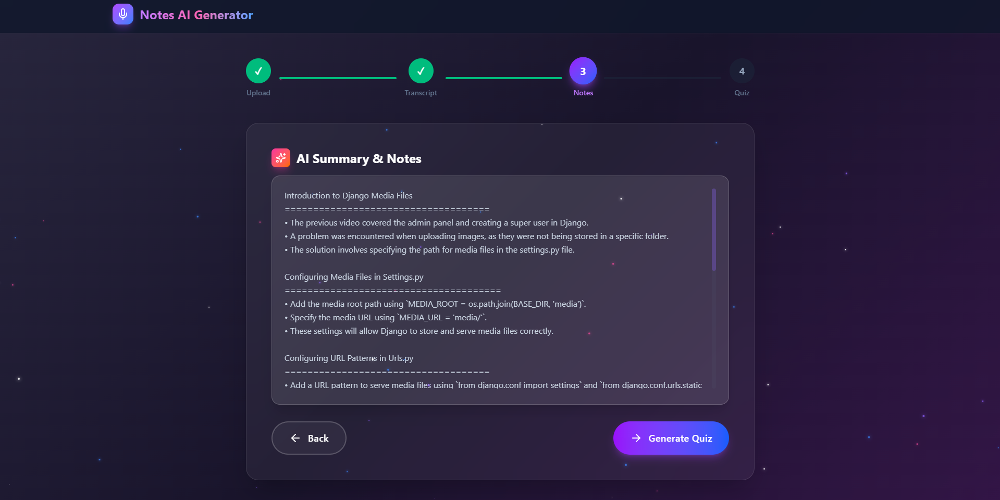 Notes AI Generator
✓
✓
3
4
Upload
Transcript
Notes
Quiz
AI Summary & Notes
Introduction to Django Media Files
====================================
• The previous video covered the admin panel and creating a super user in Django.
• A problem was encountered when uploading images, as they were not being stored in a specific folder.
• The solution involves specifying the path for media files in the settings.py file.
Configuring Media Files in Settings.py
======================================
• Add the media root path using `MEDIA_ROOT = os.path.join(BASE_DIR, 'media')`.
• Specify the media URL using `MEDIA_URL = 'media/'`.
• These settings will allow Django to store and serve media files correctly.
Configuring URL Patterns in Urls.py
====================================
• Add a URL pattern to serve media files using `from django.conf import settings` and `from django.conf.urls.static
← Back
→ Generate Quiz